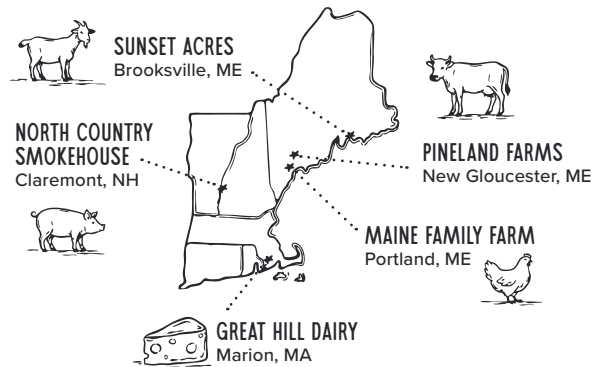 SUNSET ACRES
Brooksville, ME
NORTH COUNTRY
SMOKEHOUSE
Claremont, NH
PINELAND FARMS
New Gloucester, ME
MAINE FAMILY FARM
Portland, ME
GREAT HILL DAIRY
Marion, MA